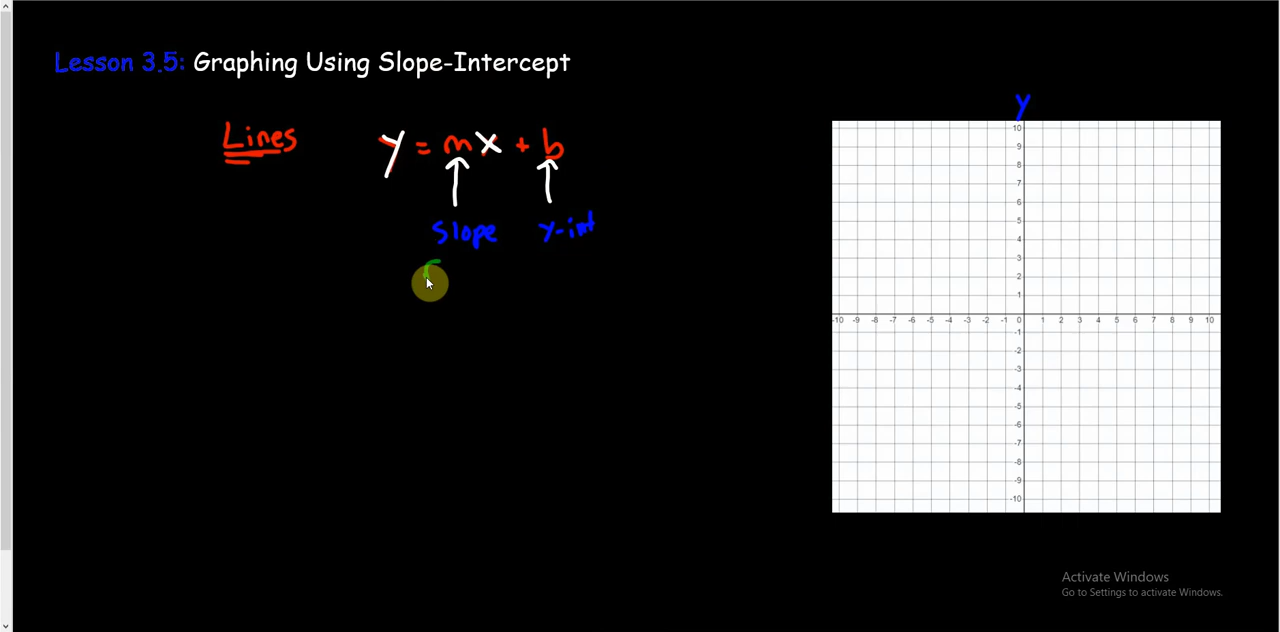 Lesson 3.5: Graphing Using Slope-Intercept
Lines y = mx + b
Slope y-int
y
10
9
8
7
6
5
4
3
2
1
-10 -9 -8 -7 -6 -5 -4 -3 -2 -1 0 1 2 3 4 5 6 7 8 9 10
-1
-2
-3
-4
-5
-6
-7
-8
-9
-10
Activate Windows
Go to Settings to activate Windows.